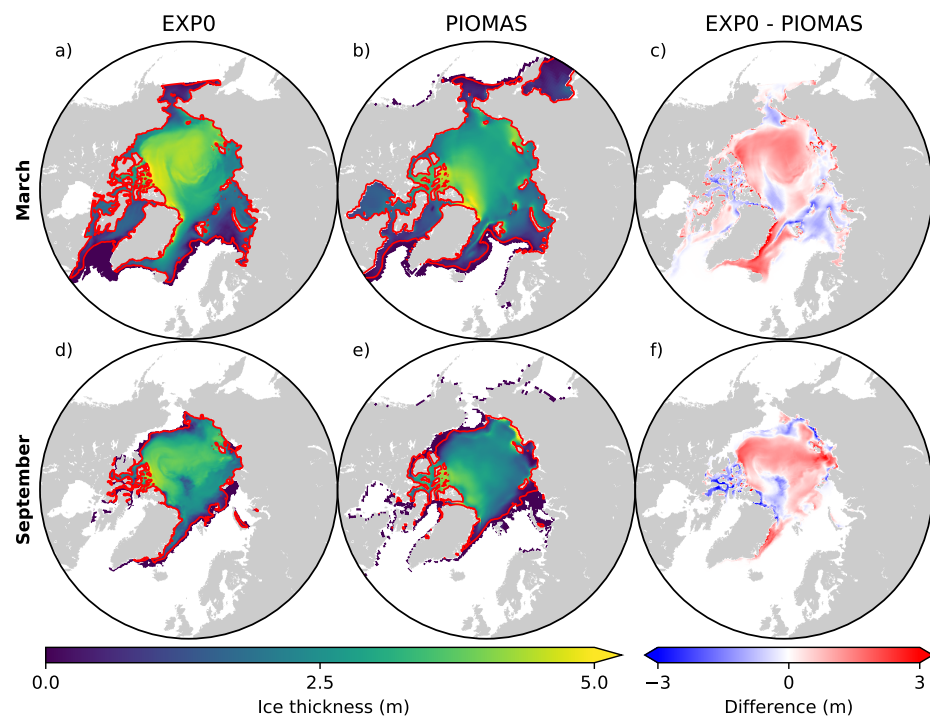 EXP0 PIOMAS EXP0 - PIOMAS
a) b) c)
March
d) e) f)
September
0.0 2.5 5.0 −3 0 3
Ice thickness (m) Difference (m)